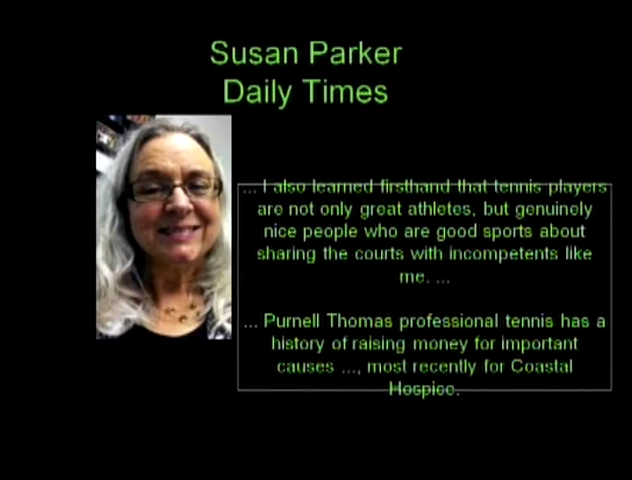 Susan Parker
Daily Times
... I also learned firsthand that tennis players
are not only great athletes, but genuinely
nice people who are good sports about
sharing the courts with incompetents like
me. ...
... Purnell Thomas professional tennis has a
history of raising money for important
causes ..., most recently for Coastal
Hospice.